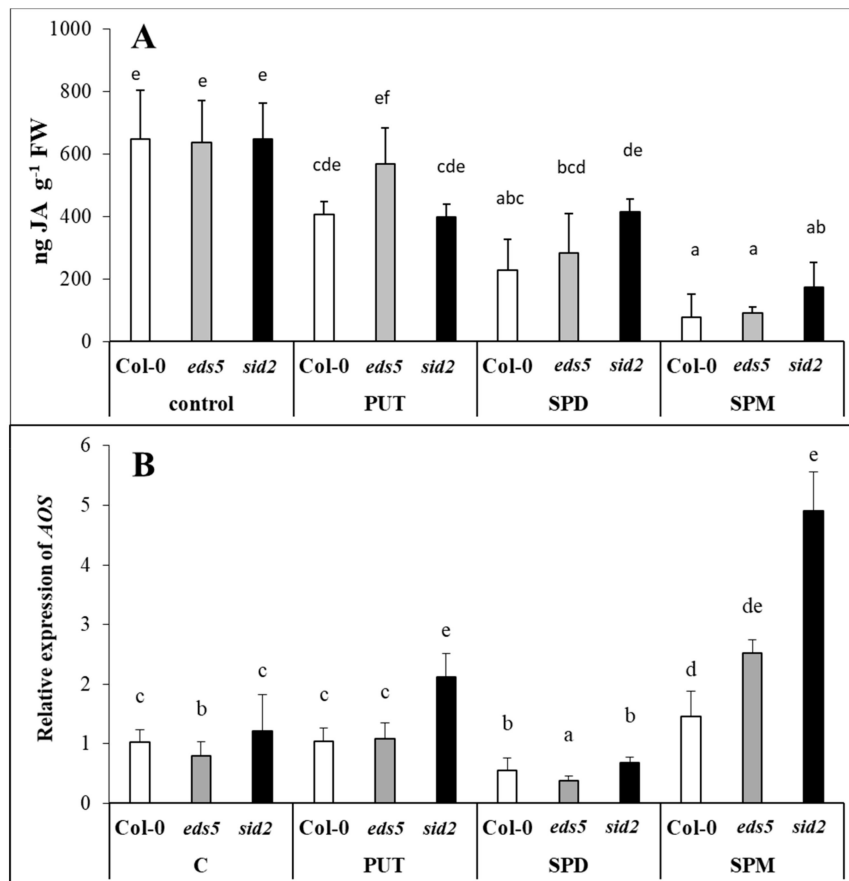 A
1000
800
600
400
200
0
ng JA g⁻¹ FW
e e e cde ef cde abc bcd de a a ab
Col-0 eds5 sid2 Col-0 eds5 sid2 Col-0 eds5 sid2 Col-0 eds5 sid2
control PUT SPD SPM
B
6
5
4
3
2
1
0
Relative expression of AOS
c b c c c e b a b d de e
Col-0 eds5 sid2 Col-0 eds5 sid2 Col-0 eds5 sid2 Col-0 eds5 sid2
C PUT SPD SPM